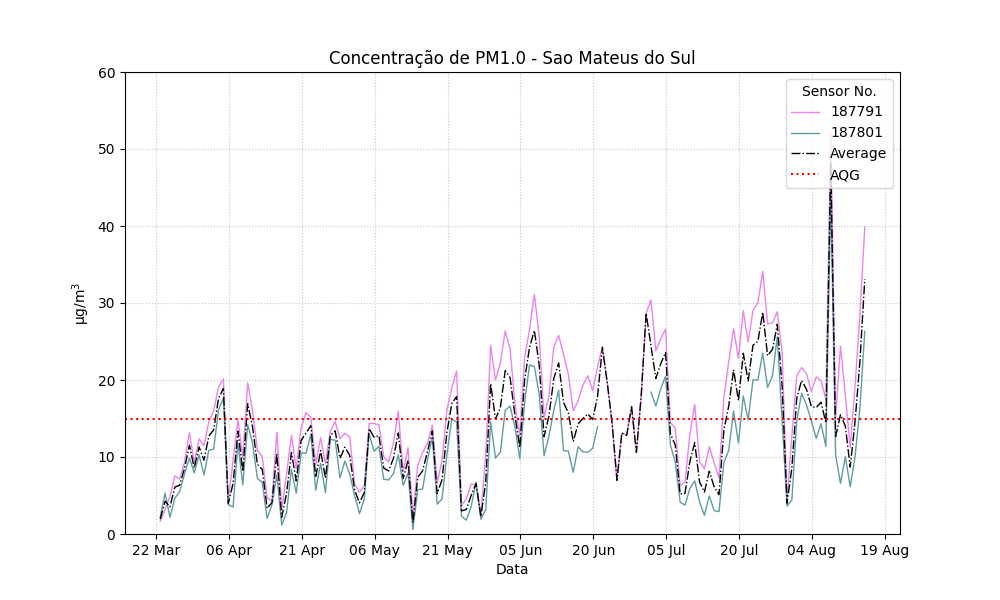 Concentração de PM1.0 - Sao Mateus do Sul
Sensor No.
187791
187801
Average
AQG
60
50
40
30
20
10
0
µg/m³
22 Mar
06 Apr
21 Apr
06 May
21 May
05 Jun
20 Jun
05 Jul
20 Jul
04 Aug
19 Aug
Data